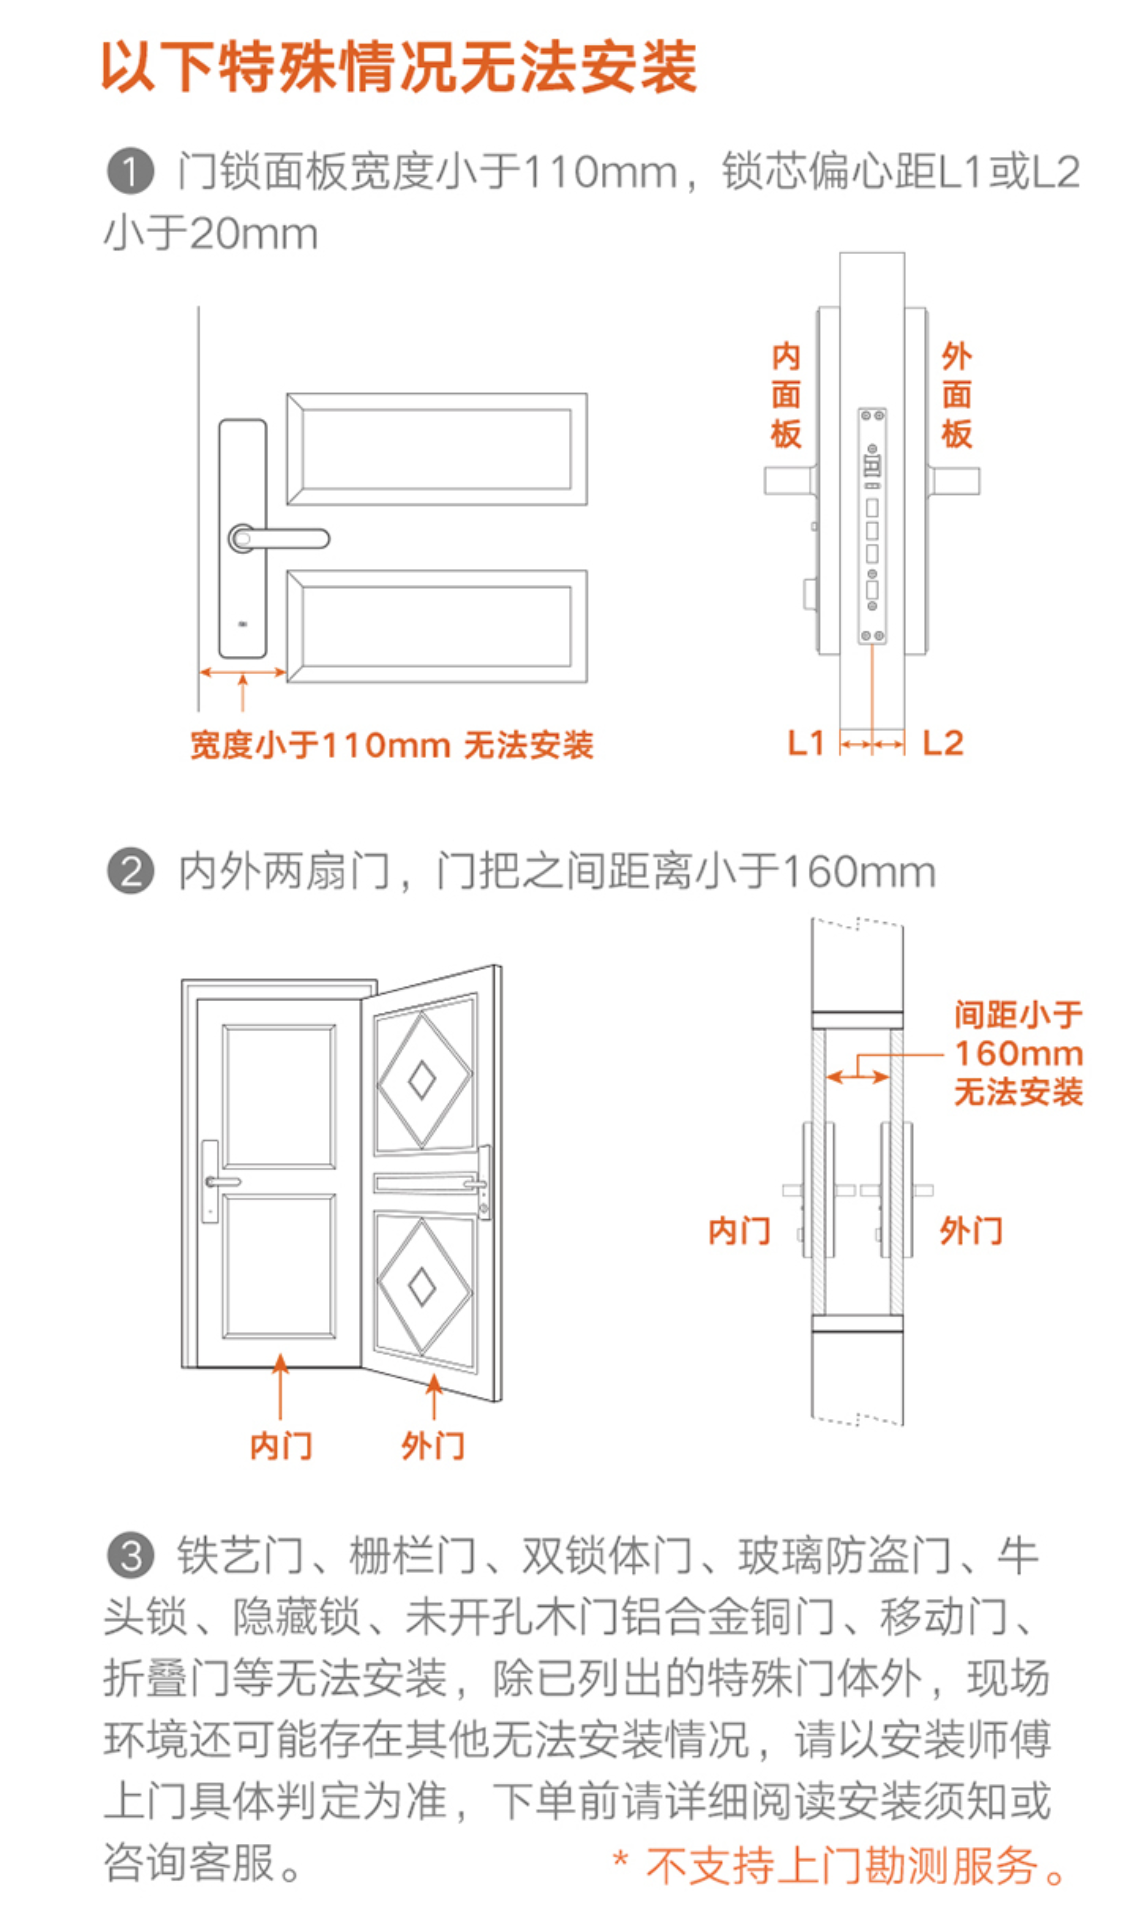 以下特殊情况无法安装
1 门锁面板宽度小于110mm，锁芯偏心距L1或L2
小于20mm
内面板
外面板
宽度小于110mm 无法安装
L1
L2
2 内外两扇门，门把之间距离小于160mm
间距小于
160mm
无法安装
内门
外门
内门
外门
3 铁艺门、栅栏门、双锁体门、玻璃防盗门、牛
头锁、隐藏锁、未开孔木门铝合金铜门、移动门、
折叠门等无法安装，除已列出的特殊门体外，现场
环境还可能存在其他无法安装情况，请以安装师傅
上门具体判定为准，下单前请详细阅读安装须知或
咨询客服。
* 不支持上门勘测服务。